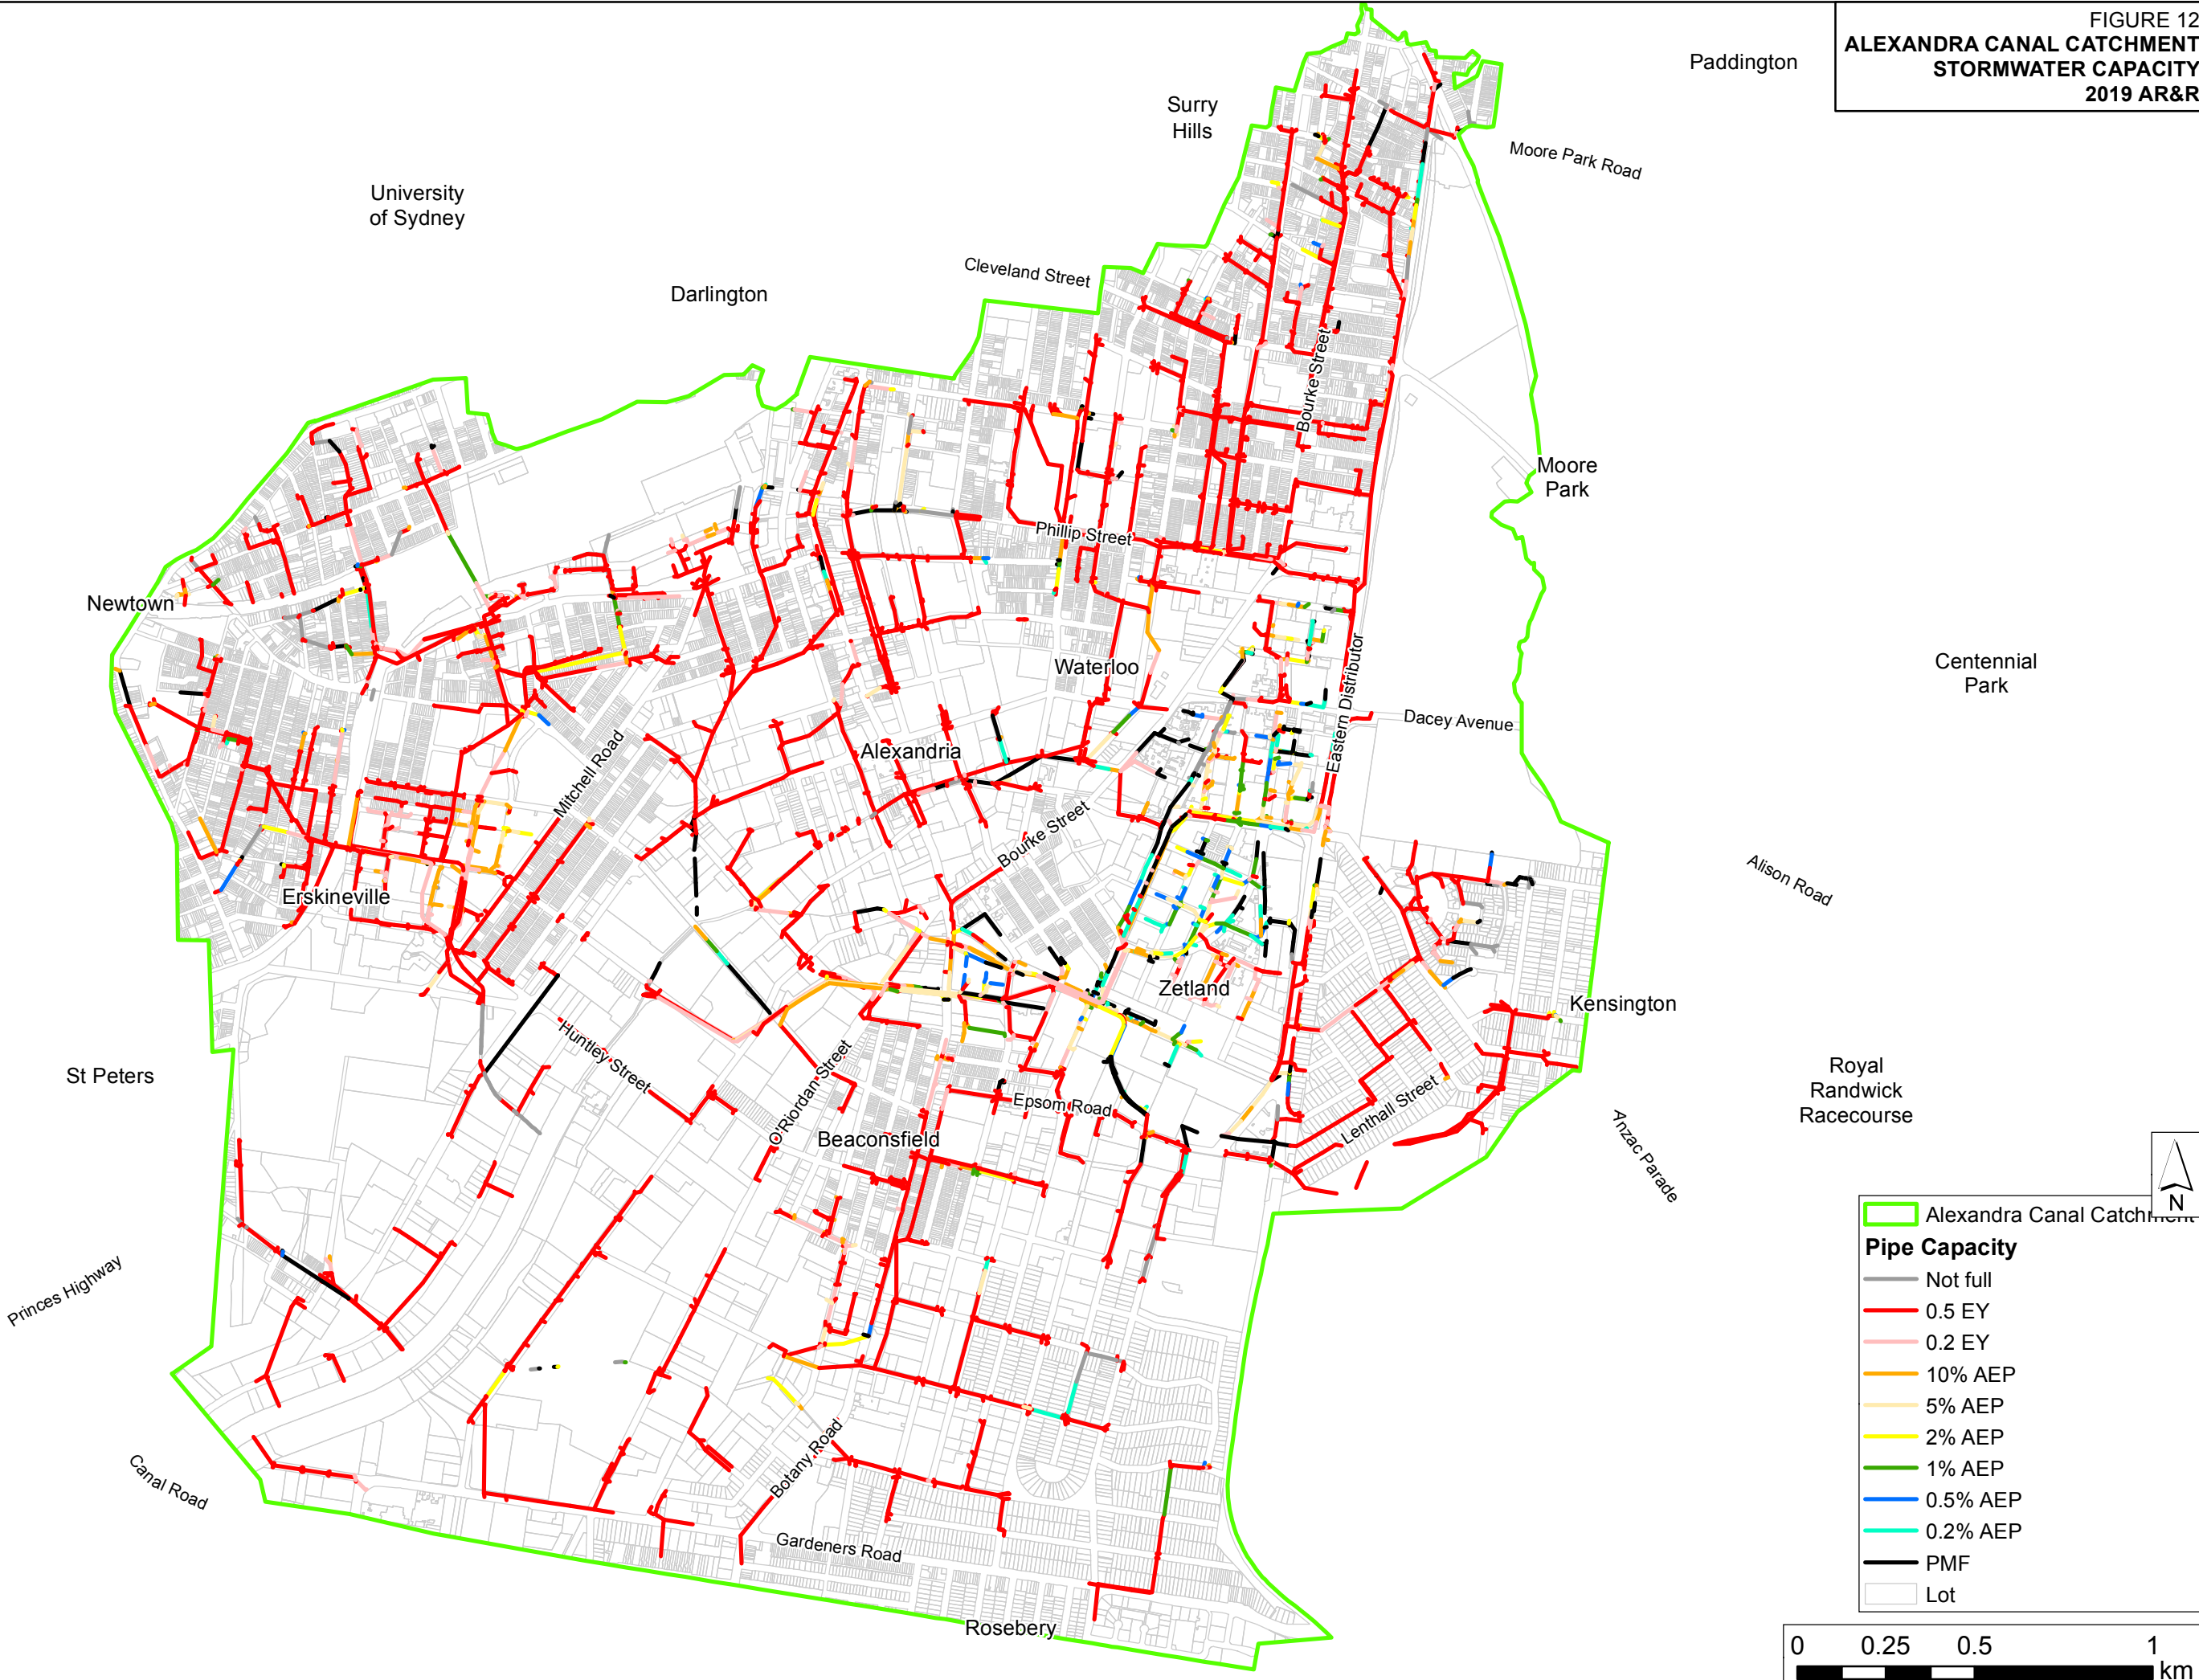 FIGURE 12
ALEXANDRA CANAL CATCHMENT
STORMWATER CAPACITY
2019 AR&R
Paddington
Surry
Hills
Moore Park Road
University
of Sydney
Cleveland Street
Darlington
Bourke Street
Moore
Park
Phillip Street
Newtown
Waterloo
Eastern Distributor
Centennial
Park
Dacey Avenue
Alexandria
Mitchell Road
Bourke Street
Alison Road
Erskineville
Zetland
Kensington
Huntley Street
St Peters
O'Riordan Street
Epsom Road
Lenthall Street
Royal
Randwick
Racecourse
Beaconsfield
Anzac Parade
Princes Highway
Canal Road
Botany Road
Gardeners Road
Rosebery
N
Alexandra Canal Catchment
Pipe Capacity
Not full
0.5 EY
0.2 EY
10% AEP
5% AEP
2% AEP
1% AEP
0.5% AEP
0.2% AEP
PMF
Lot
0 0.25 0.5 1
km